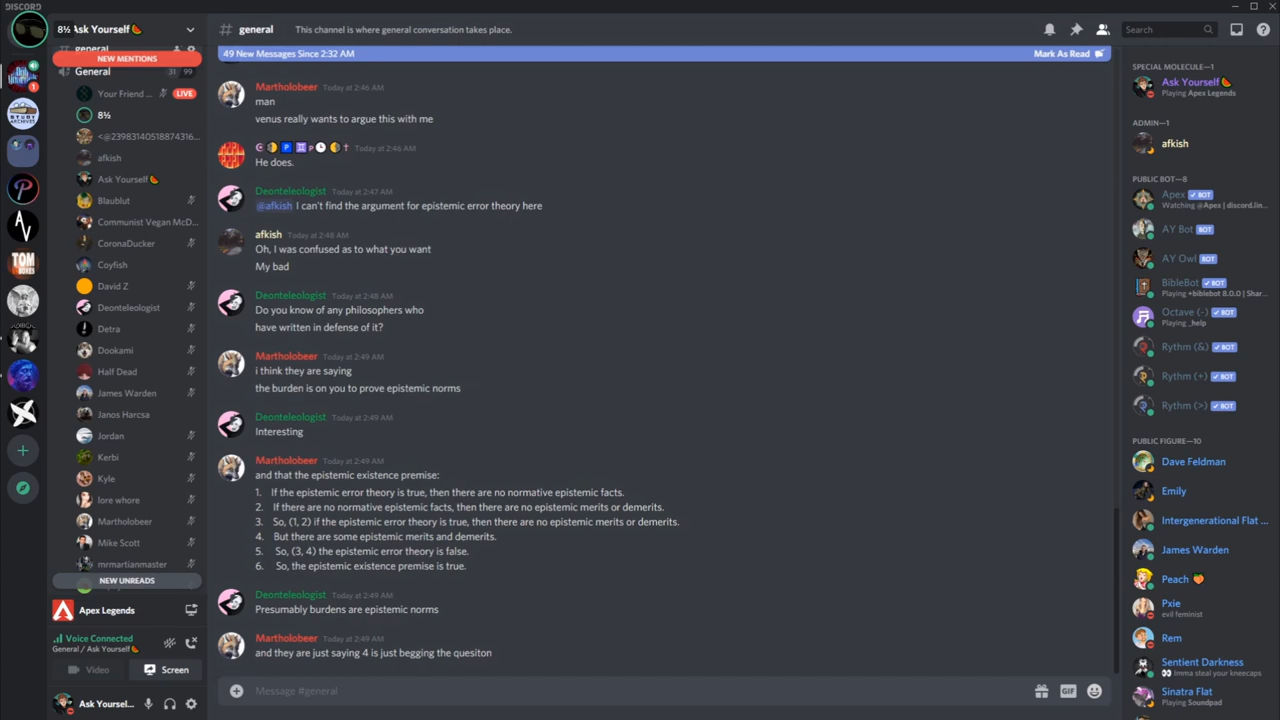 DISCORD
8½
Ask Yourself 🍉
# general
This channel is where general conversation takes place.
Search
general
NEW MENTIONS
General
31 99
Your Friend ...
LIVE
8½
<@23983140518874316...
afkish
Ask Yourself 🍉
Blaublut
Communist Vegan McD...
CoronaDucker
Coyfish
David Z
Deonteleologist
Detra
Dookami
Half Dead
James Warden
Janos Harcsa
Jordan
Kerbi
Kyle
lore whore
Martholobeer
Mike Scott
mrmartianmaster
NEW UNREADS
Apex Legends
Voice Connected
General / Ask Yourself 🍉
Video
Screen
Ask Yoursel...
1
STUDY
ARCHIVES
P
TOM
BOXES
49 New Messages Since 2:32 AM
Mark As Read
Martholobeer Today at 2:46 AM
man
venus really wants to argue this with me
Today at 2:46 AM
He does.
Deonteleologist Today at 2:47 AM
@afkish I can't find the argument for epistemic error theory here
afkish Today at 2:48 AM
Oh, I was confused as to what you want
My bad
Deonteleologist Today at 2:48 AM
Do you know of any philosophers who
have written in defense of it?
Martholobeer Today at 2:49 AM
i think they are saying
the burden is on you to prove epistemic norms
Deonteleologist Today at 2:49 AM
Interesting
Martholobeer Today at 2:49 AM
and that the epistemic existence premise:
1. If the epistemic error theory is true, then there are no normative epistemic facts.
2. If there are no normative epistemic facts, then there are no epistemic merits or demerits.
3. So, (1, 2) if the epistemic error theory is true, then there are no epistemic merits or demerits.
4. But there are some epistemic merits and demerits.
5. So, (3, 4) the epistemic error theory is false.
6. So, the epistemic existence premise is true.
Deonteleologist Today at 2:49 AM
Presumably burdens are epistemic norms
Martholobeer Today at 2:49 AM
and they are just saying 4 is just begging the quesiton
Message #general
GIF
SPECIAL MOLECULE—1
Ask Yourself 🍉
Playing Apex Legends
ADMIN—1
afkish
PUBLIC BOT—8
Apex ✓ BOT
Watching @Apex | discord.lin...
AY Bot BOT
AY Owl BOT
BibleBot ✓ BOT
Playing +biblebot 8.0.0 | Shar...
Octave (-) ✓ BOT
Playing _help
Rythm (&) ✓ BOT
Rythm (+) ✓ BOT
Rythm (>) ✓ BOT
PUBLIC FIGURE—10
Dave Feldman
Emily
Intergenerational Flat ...
James Warden
Peach 🍑
Pxie
evil feminist
Rem
Sentient Darkness
👀 Imma steal your kneecaps
Sinatra Flat
Playing Soundpad